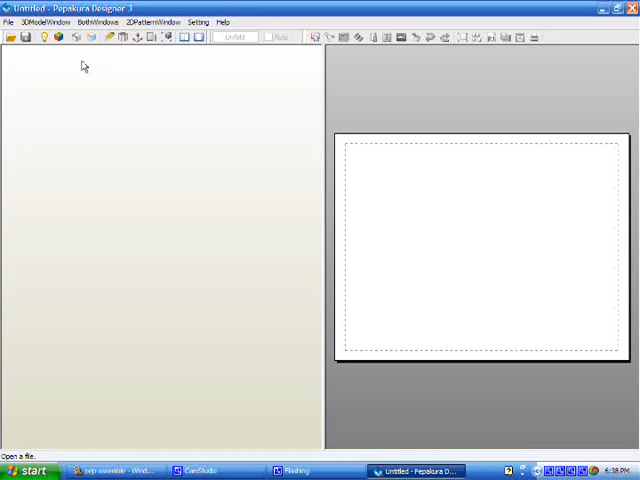 Untitled - Pepakura Designer 3
File 3DModelWindow BothWindows 2DPatternWindow Setting Help
Unfold Auto
Open a file.
start pep assemble - Wind... CamStudio Flashing Untitled - Pepakura D... 6:38 PM